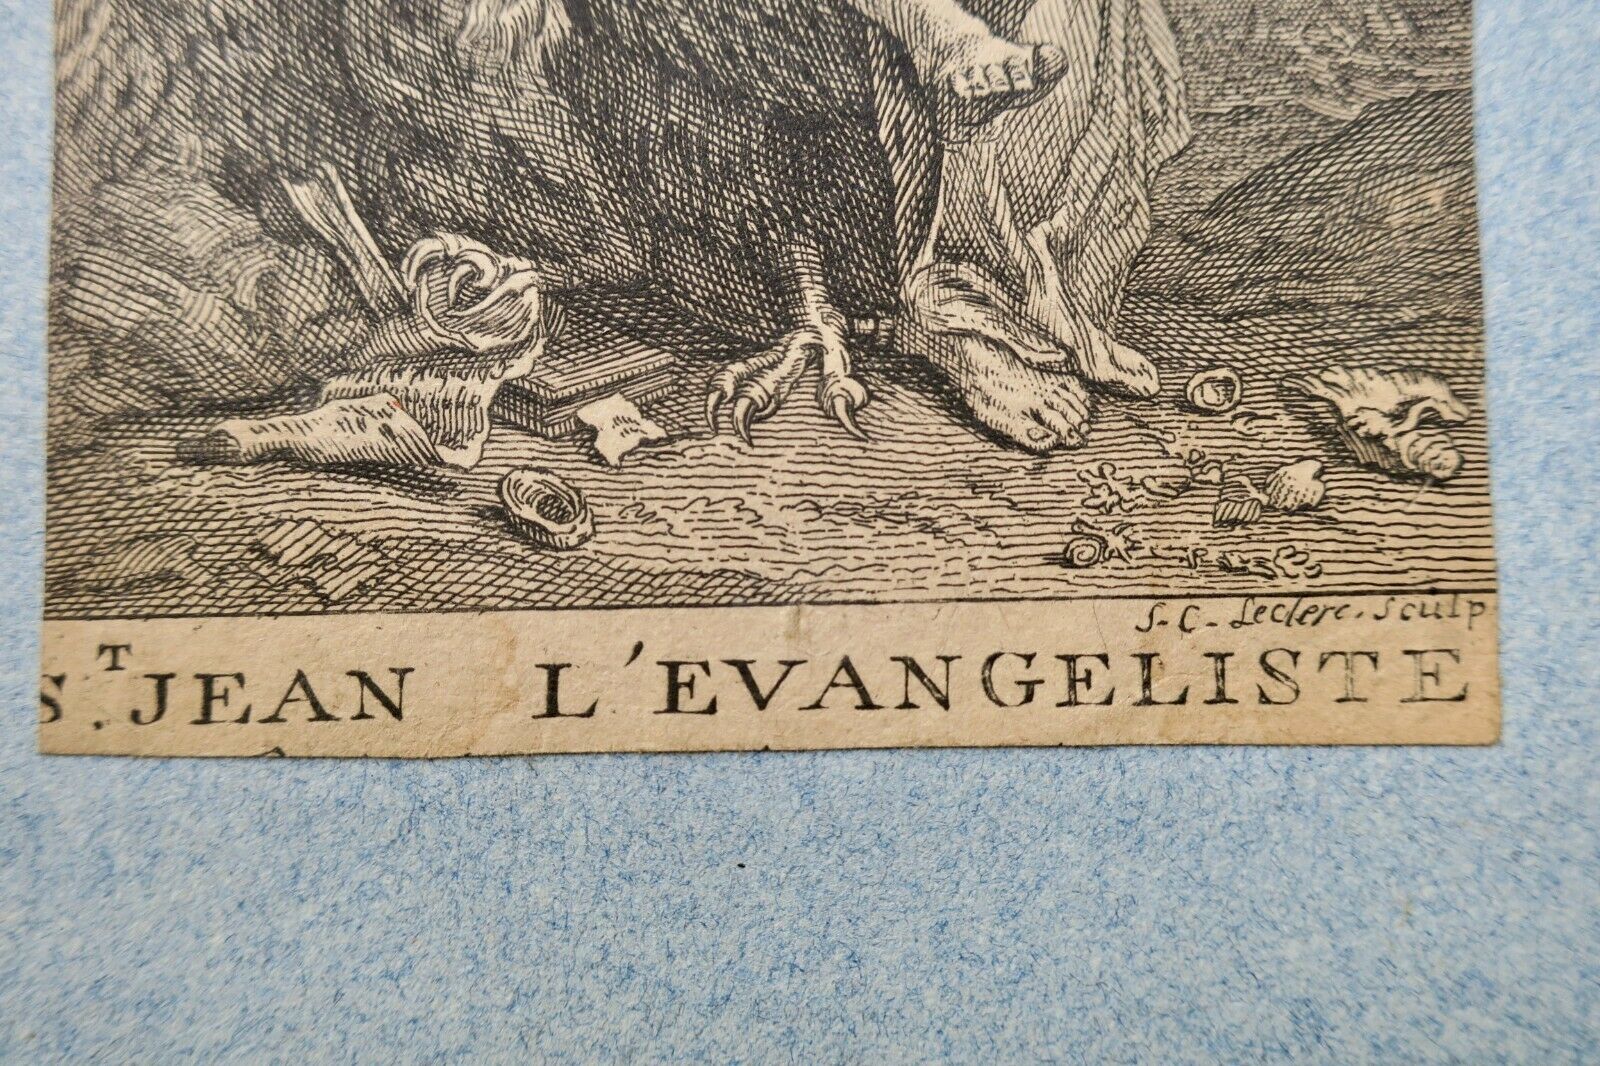 S. C. Leclerc. Sculp
S.T JEAN L'EVANGELISTE